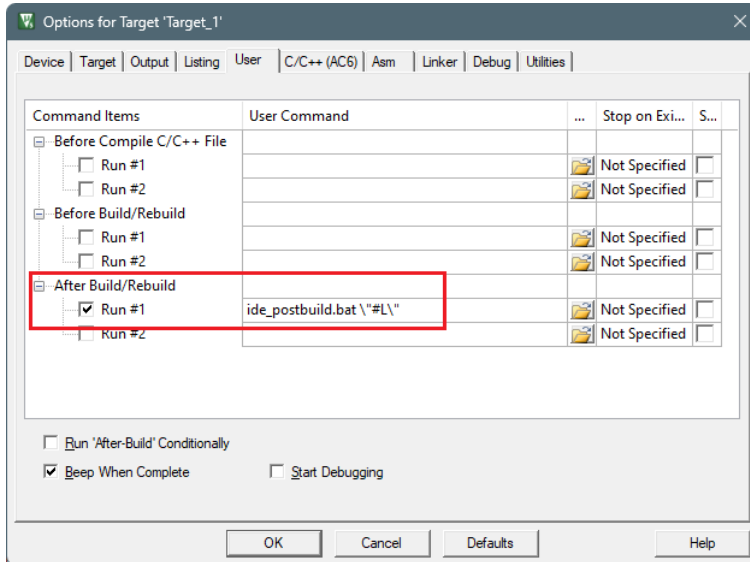 Options for Target 'Target_1'
Device Target Output Listing User C/C++ (AC6) Asm Linker Debug Utilities
Command Items User Command ... Stop on Exi... S...
Before Compile C/C++ File
Run #1 Not Specified
Run #2 Not Specified
Before Build/Rebuild
Run #1 Not Specified
Run #2 Not Specified
After Build/Rebuild
Run #1 ide_postbuild.bat \"#L\" Not Specified
Run #2 Not Specified
Run 'After-Build' Conditionally
Beep When Complete Start Debugging
OK Cancel Defaults Help